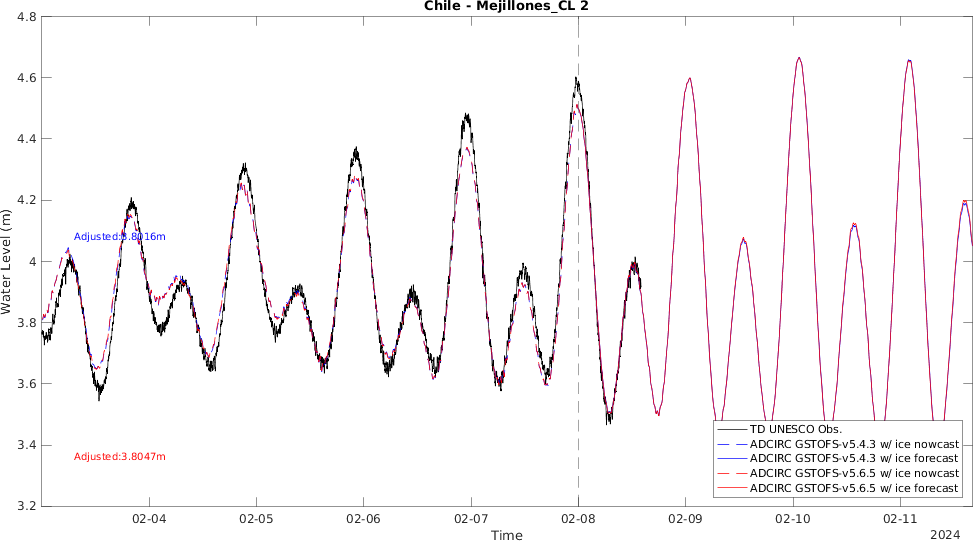 Chile - Mejillones_CL 2
4.8
4.6
4.4
4.2
4
3.8
3.6
3.4
3.2
Water Level (m)
Adjusted:3.8016m
Adjusted:3.8047m
TD UNESCO Obs.
ADCIRC GSTOFS-v5.4.3 w/ ice nowcast
ADCIRC GSTOFS-v5.4.3 w/ ice forecast
ADCIRC GSTOFS-v5.6.5 w/ ice nowcast
ADCIRC GSTOFS-v5.6.5 w/ ice forecast
02-04 02-05 02-06 02-07 02-08 02-09 02-10 02-11
Time
2024